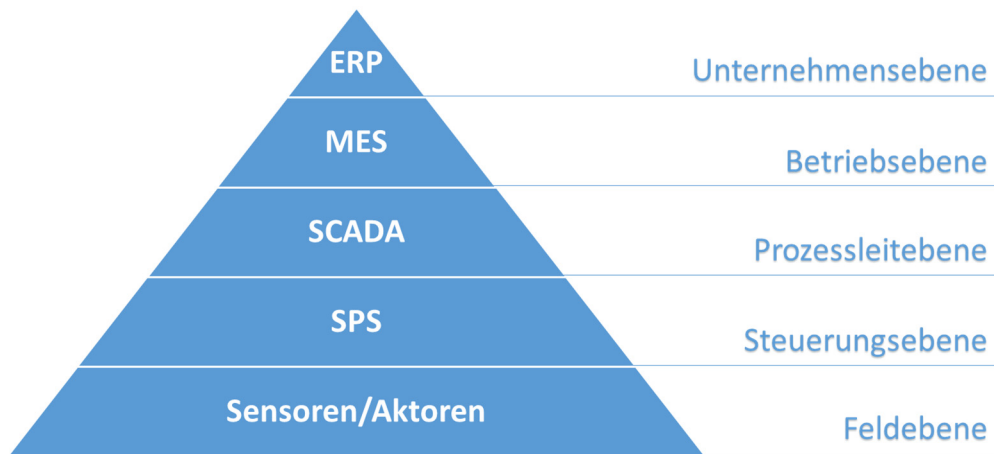 ERP
Unternehmensebene
MES
Betriebsebene
SCADA
Prozessleitebene
SPS
Steuerungsebene
Sensoren/Aktoren
Feldebene